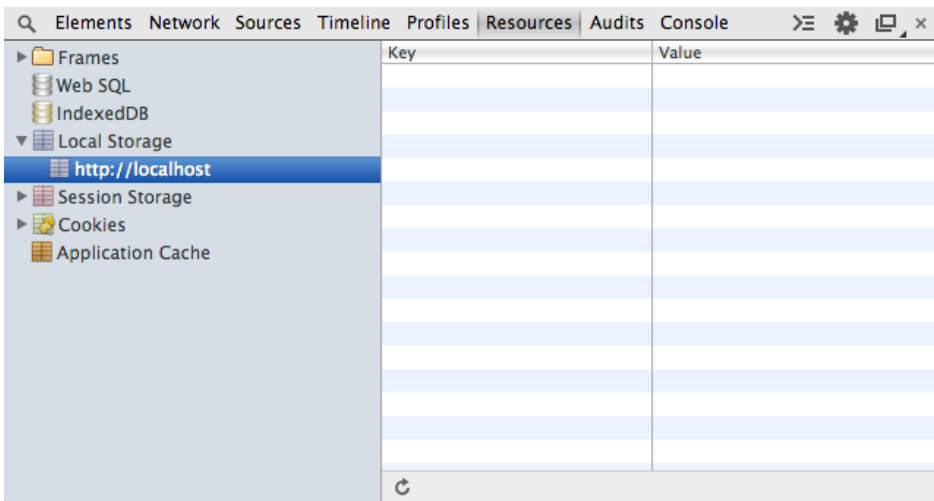 Elements Network Sources Timeline Profiles Resources Audits Console
Frames
Web SQL
IndexedDB
Local Storage
http://localhost
Session Storage
Cookies
Application Cache
Key Value